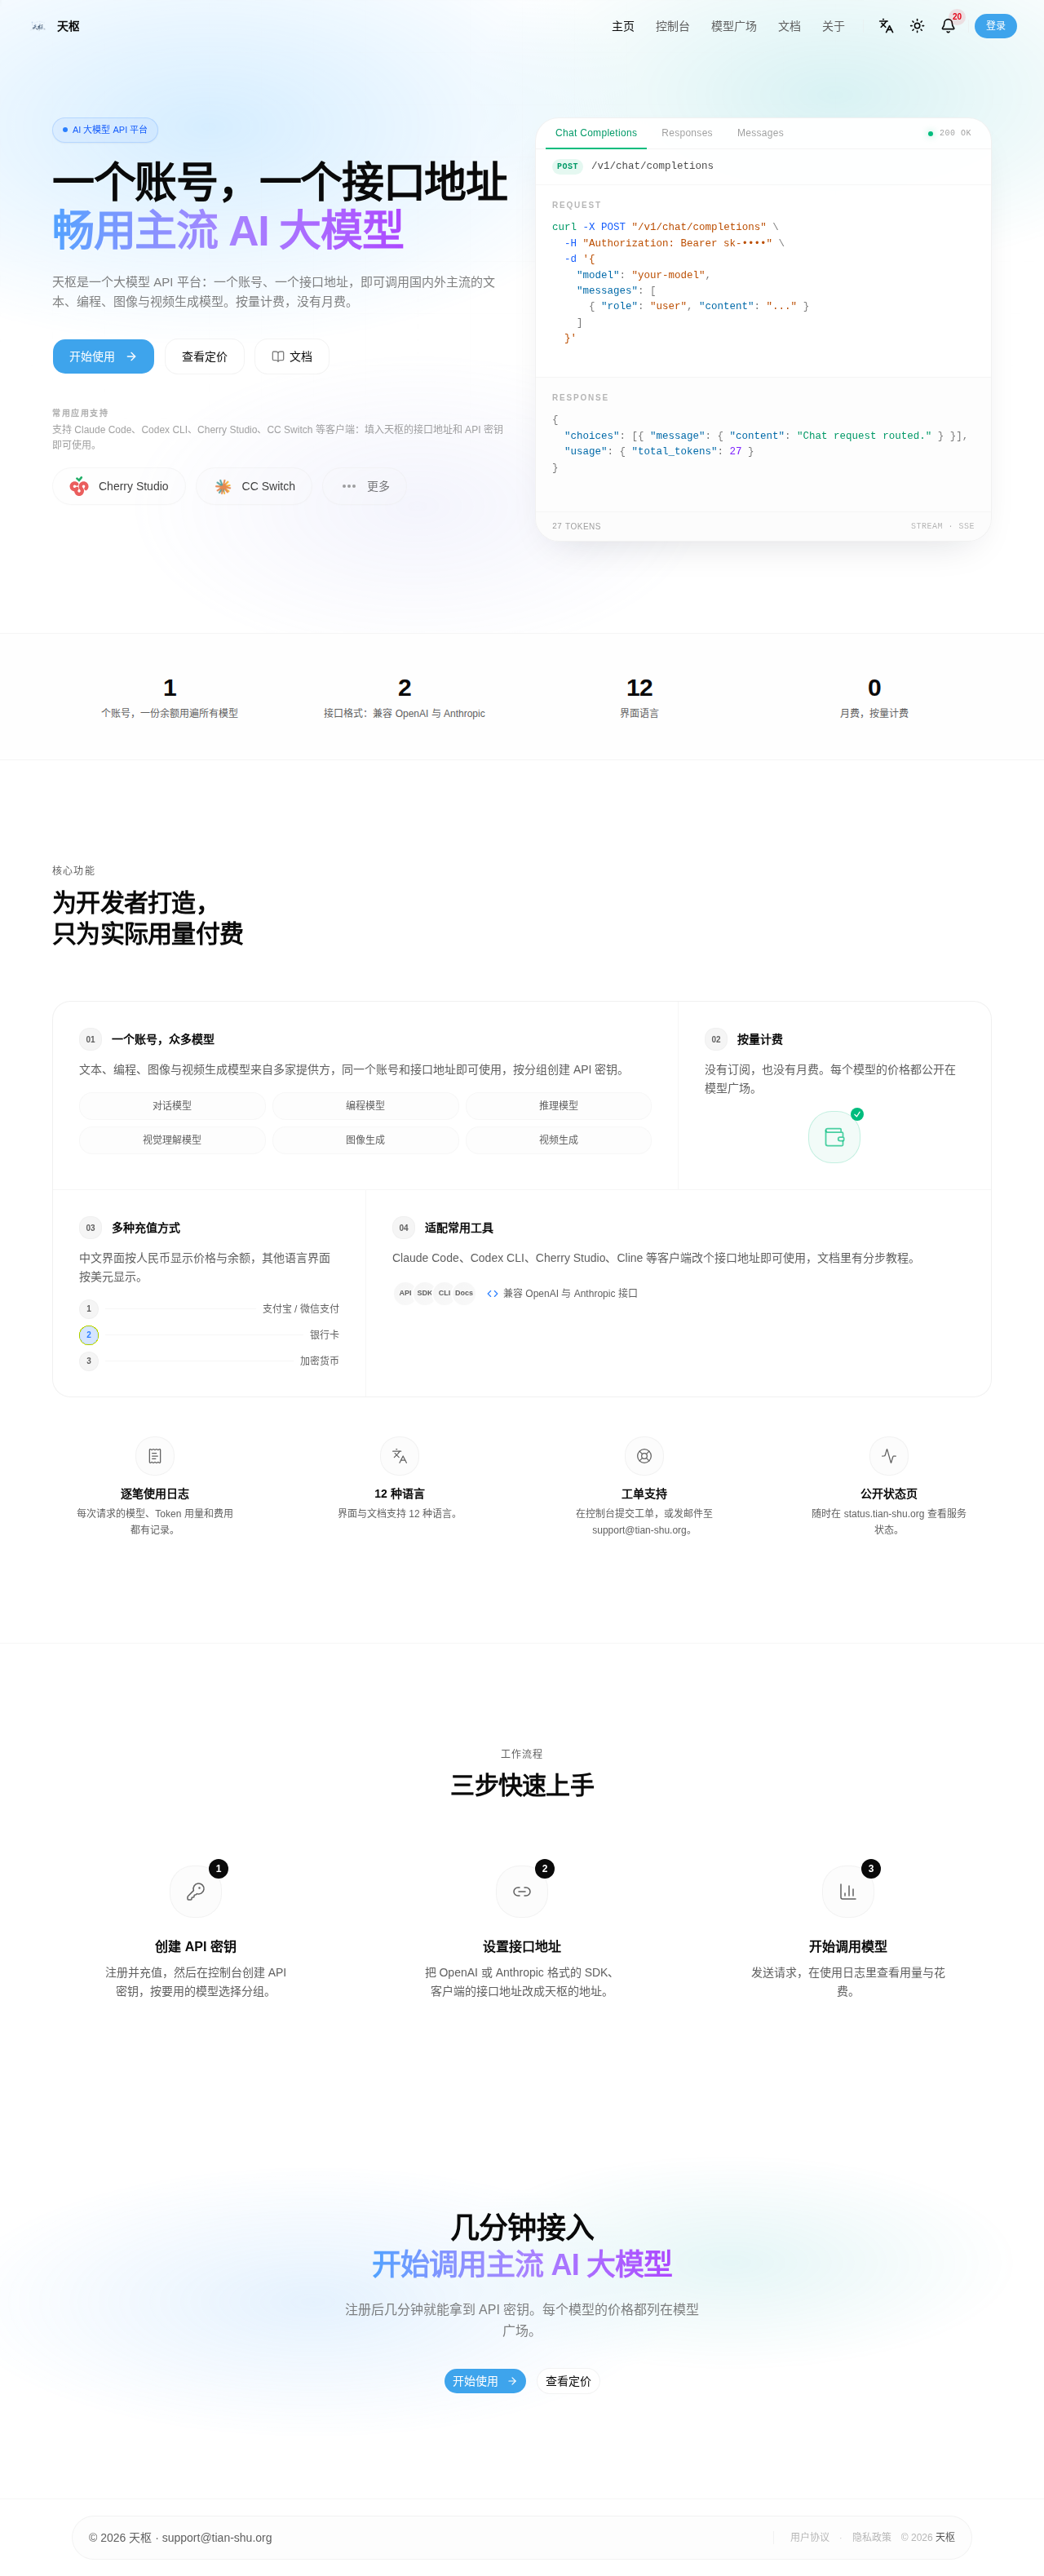 天枢
主页 控制台 模型广场 文档 关于 20 登录
AI 大模型 API 平台
一个账号，一个接口地址
畅用主流 AI 大模型
天枢是一个大模型 API 平台：一个账号、一个接口地址，即可调用国内外主流的文
本、编程、图像与视频生成模型。按量计费，没有月费。
开始使用 查看定价 文档
常用应用支持
支持 Claude Code、Codex CLI、Cherry Studio、CC Switch 等客户端：填入天枢的接口地址和 API 密钥
即可使用。
Cherry Studio CC Switch 更多
Chat Completions Responses Messages 200 OK
POST /v1/chat/completions
REQUEST
curl -X POST "/v1/chat/completions" \
-H "Authorization: Bearer sk-••••" \
-d '{
"model": "your-model",
"messages": [
{ "role": "user", "content": "..." }
]
}'
RESPONSE
{
"choices": [{ "message": { "content": "Chat request routed." } }],
"usage": { "total_tokens": 27 }
}
27 TOKENS STREAM · SSE
1 2 12 0
个账号，一份余额用遍所有模型 接口格式：兼容 OpenAI 与 Anthropic 界面语言 月费，按量计费
核心功能
为开发者打造，
只为实际用量付费
01 一个账号，众多模型
文本、编程、图像与视频生成模型来自多家提供方，同一个账号和接口地址即可使用，按分组创建 API 密钥。
对话模型 编程模型 推理模型
视觉理解模型 图像生成 视频生成
02 按量计费
没有订阅，也没有月费。每个模型的价格都公开在
模型广场。
03 多种充值方式
中文界面按人民币显示价格与余额，其他语言界面
按美元显示。
1 支付宝 / 微信支付
2 银行卡
3 加密货币
04 适配常用工具
Claude Code、Codex CLI、Cherry Studio、Cline 等客户端改个接口地址即可使用，文档里有分步教程。
API SDK CLI Docs 兼容 OpenAI 与 Anthropic 接口
逐笔使用日志
每次请求的模型、Token 用量和费用
都有记录。
12 种语言
界面与文档支持 12 种语言。
工单支持
在控制台提交工单，或发邮件至
support@tian-shu.org。
公开状态页
随时在 status.tian-shu.org 查看服务
状态。
工作流程
三步快速上手
1
创建 API 密钥
注册并充值，然后在控制台创建 API
密钥，按要用的模型选择分组。
2
设置接口地址
把 OpenAI 或 Anthropic 格式的 SDK、
客户端的接口地址改成天枢的地址。
3
开始调用模型
发送请求，在使用日志里查看用量与花
费。
几分钟接入
开始调用主流 AI 大模型
注册后几分钟就能拿到 API 密钥。每个模型的价格都列在模型
广场。
开始使用 查看定价
© 2026 天枢 · support@tian-shu.org 用户协议 · 隐私政策 © 2026 天枢